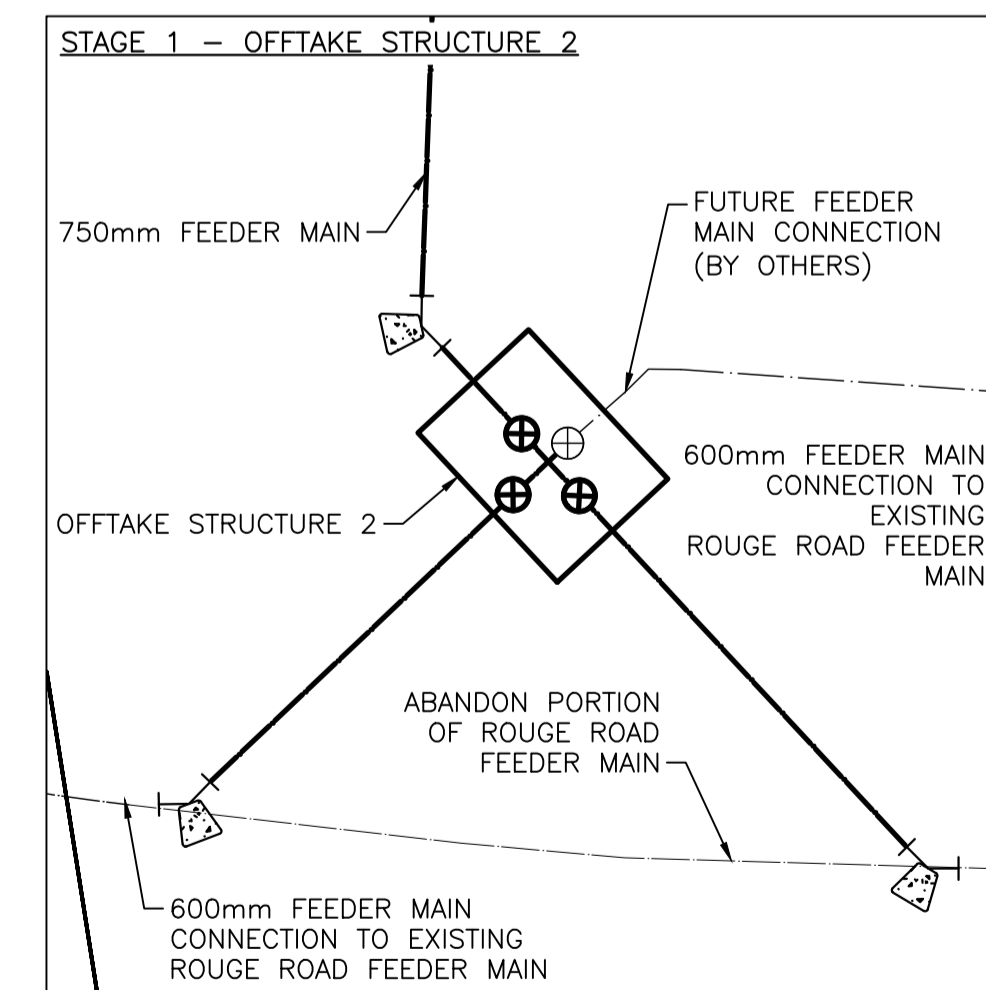 STAGE 1 – OFFTAKE STRUCTURE 2
750mm FEEDER MAIN
FUTURE FEEDER
MAIN CONNECTION
(BY OTHERS)
600mm FEEDER MAIN
CONNECTION TO
EXISTING
ROUGE ROAD FEEDER
MAIN
OFFTAKE STRUCTURE 2
ABANDON PORTION
OF ROUGE ROAD
FEEDER MAIN
600mm FEEDER MAIN
CONNECTION TO EXISTING
ROUGE ROAD FEEDER MAIN